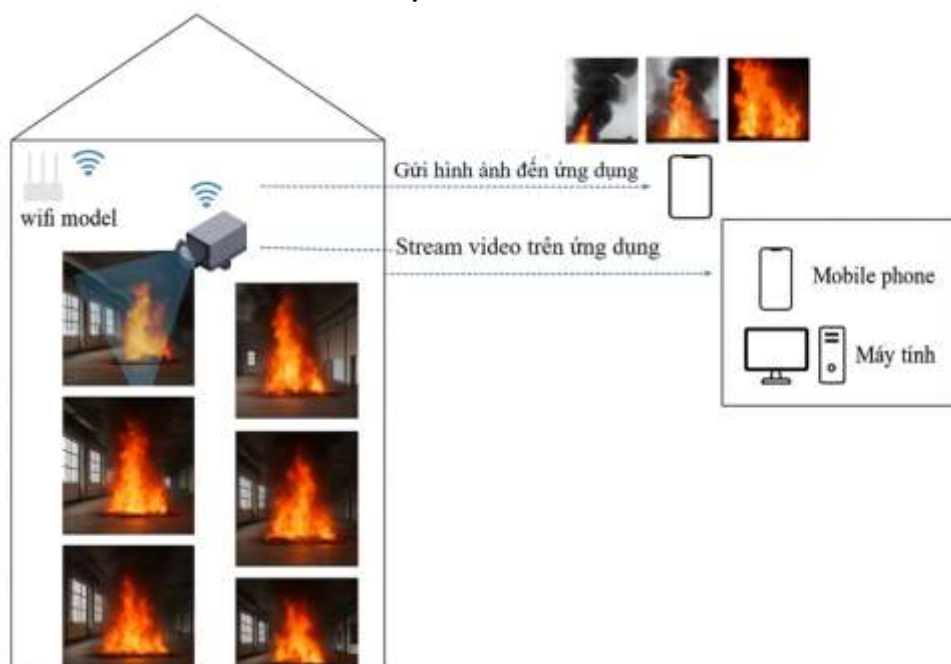 wifi model
Gửi hình ảnh đến ứng dụng
Stream video trên ứng dụng
Mobile phone
Máy tính